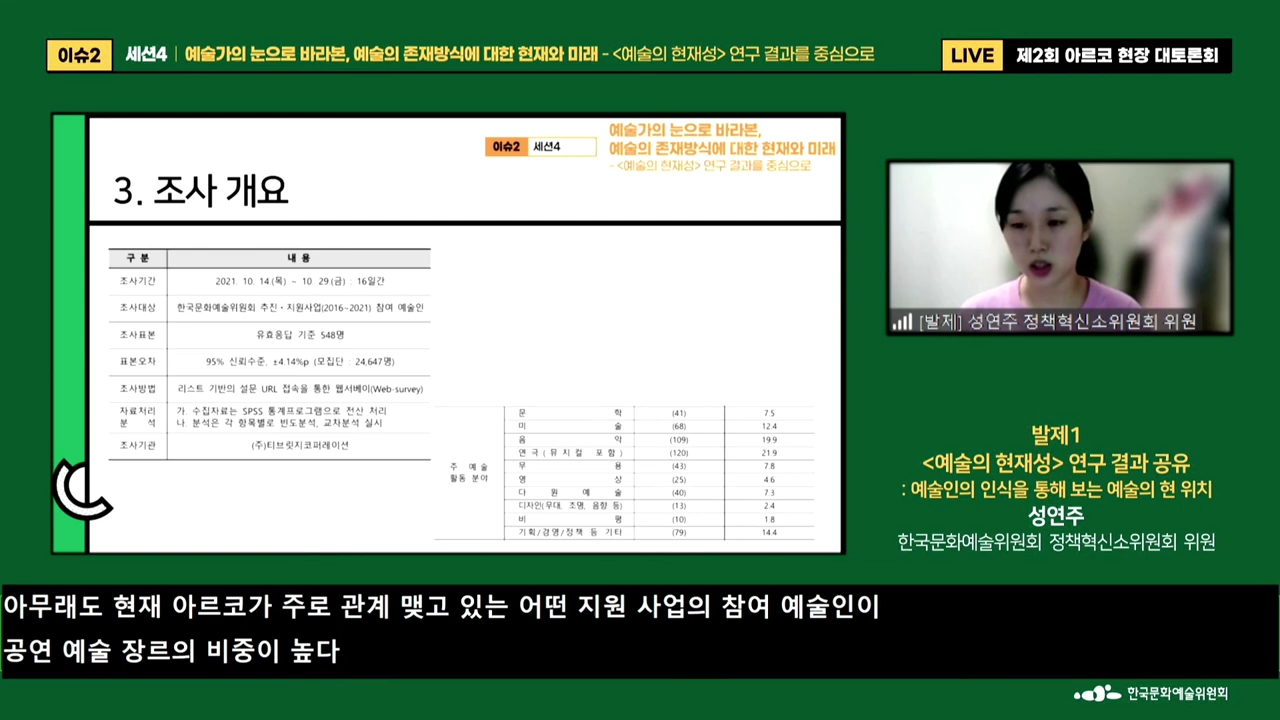 이슈2 세션4 | 예술가의 눈으로 바라본, 예술의 존재방식에 대한 현재와 미래 - <예술의 현재성> 연구 결과를 중심으로
LIVE 제2회 아르코 현장 대토론회
이슈2 세션4
예술가의 눈으로 바라본,
예술의 존재방식에 대한 현재와 미래
- <예술의 현재성> 연구 결과를 중심으로
3. 조사 개요
구 분 내 용
조사기간 2021. 10. 14.(목) ~ 10. 29.(금) : 16일간
조사대상 한국문화예술위원회 추진・지원사업(2016~2021) 참여 예술인
조사표본 유효응답 기준 548명
표본오차 95% 신뢰수준, ±4.14%p (모집단 : 24,647명)
조사방법 리스트 기반의 설문 URL 접속을 통한 웹서베이(Web-survey)
자료처리 가. 수집자료는 SPSS 통계프로그램으로 전산 처리
분 석 나. 분석은 각 항목별로 빈도분석, 교차분석 실시
조사기관 (주)티브릿지코퍼레이션
주 예술
활동 분야
문 학 (41) 7.5
미 술 (68) 12.4
음 악 (109) 19.9
연극(뮤지컬 포함) (120) 21.9
무 용 (43) 7.8
영 상 (25) 4.6
다 원 예 술 (40) 7.3
디자인(무대, 조명, 음향 등) (13) 2.4
비 평 (10) 1.8
기획/경영/정책 등 기타 (79) 14.4
[발제] 성연주 정책혁신소위원회 위원
발제1
<예술의 현재성> 연구 결과 공유
: 예술인의 인식을 통해 보는 예술의 현 위치
성연주
한국문화예술위원회 정책혁신소위원회 위원
아무래도 현재 아르코가 주로 관계 맺고 있는 어떤 지원 사업의 참여 예술인이
공연 예술 장르의 비중이 높다
한국문화예술위원회